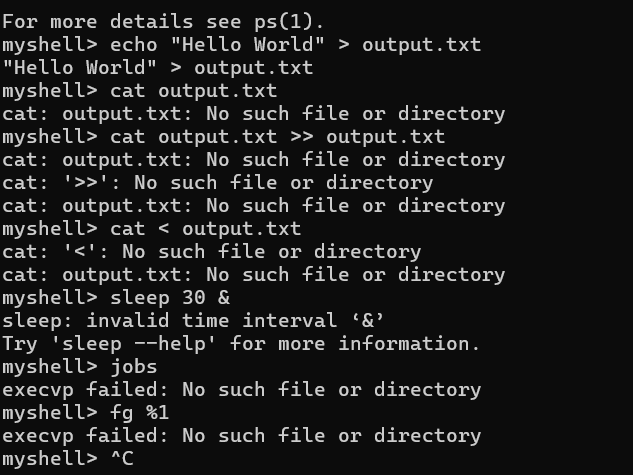 For more details see ps(1).
myshell> echo "Hello World" > output.txt
"Hello World" > output.txt
myshell> cat output.txt
cat: output.txt: No such file or directory
myshell> cat output.txt >> output.txt
cat: output.txt: No such file or directory
cat: '>>': No such file or directory
cat: output.txt: No such file or directory
myshell> cat < output.txt
cat: '<': No such file or directory
cat: output.txt: No such file or directory
myshell> sleep 30 &
sleep: invalid time interval ‘&’
Try 'sleep --help' for more information.
myshell> jobs
execvp failed: No such file or directory
myshell> fg %1
execvp failed: No such file or directory
myshell> ^C